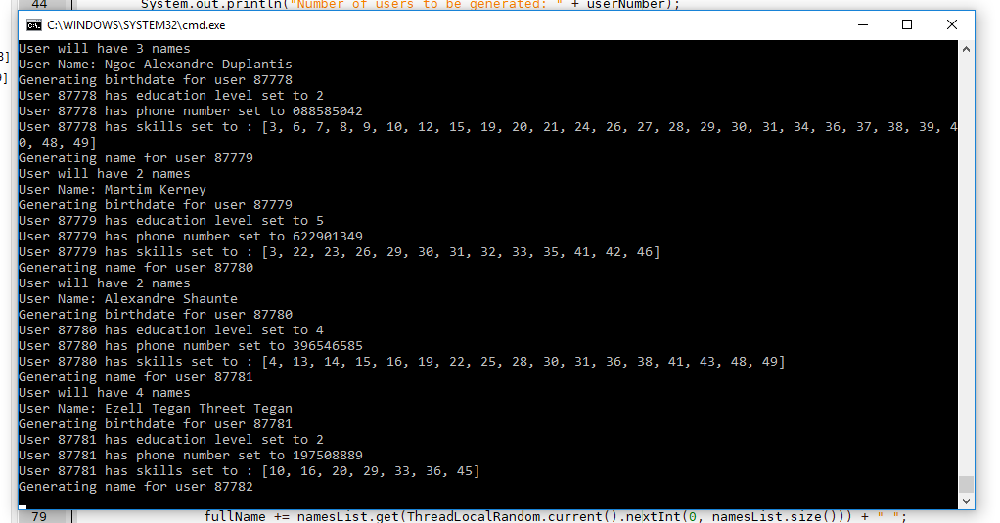 44 System.out.println("Number of users to be generated: " + userNumber);
C:\WINDOWS\SYSTEM32\cmd.exe
User will have 3 names
User Name: Ngoc Alexandre Duplantis
Generating birthdate for user 87778
User 87778 has education level set to 2
User 87778 has phone number set to 088585042
User 87778 has skills set to : [3, 6, 7, 8, 9, 10, 12, 15, 19, 20, 21, 24, 26, 27, 28, 29, 30, 31, 34, 36, 37, 38, 39, 4
0, 48, 49]
Generating name for user 87779
User will have 2 names
User Name: Martim Kerney
Generating birthdate for user 87779
User 87779 has education level set to 5
User 87779 has phone number set to 622901349
User 87779 has skills set to : [3, 22, 23, 26, 29, 30, 31, 32, 33, 35, 41, 42, 46]
Generating name for user 87780
User will have 2 names
User Name: Alexandre Shaunte
Generating birthdate for user 87780
User 87780 has education level set to 4
User 87780 has phone number set to 396546585
User 87780 has skills set to : [4, 13, 14, 15, 16, 19, 22, 25, 28, 30, 31, 36, 38, 41, 43, 48, 49]
Generating name for user 87781
User will have 4 names
User Name: Ezell Tegan Threet Tegan
Generating birthdate for user 87781
User 87781 has education level set to 2
User 87781 has phone number set to 197508889
User 87781 has skills set to : [10, 16, 20, 29, 33, 36, 45]
Generating name for user 87782
79 fullName += namesList.get(ThreadLocalRandom.current().nextInt(0, namesList.size())) + " ";